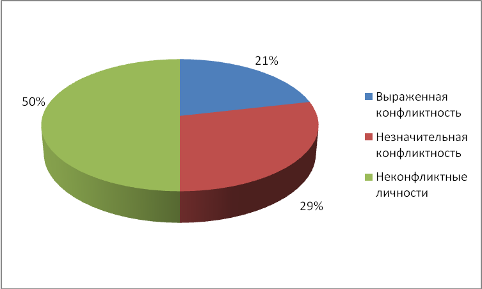 21%
50%
29%
Выраженная
конфликтность
Незначительная
конфликтность
Неконфликтные
личности